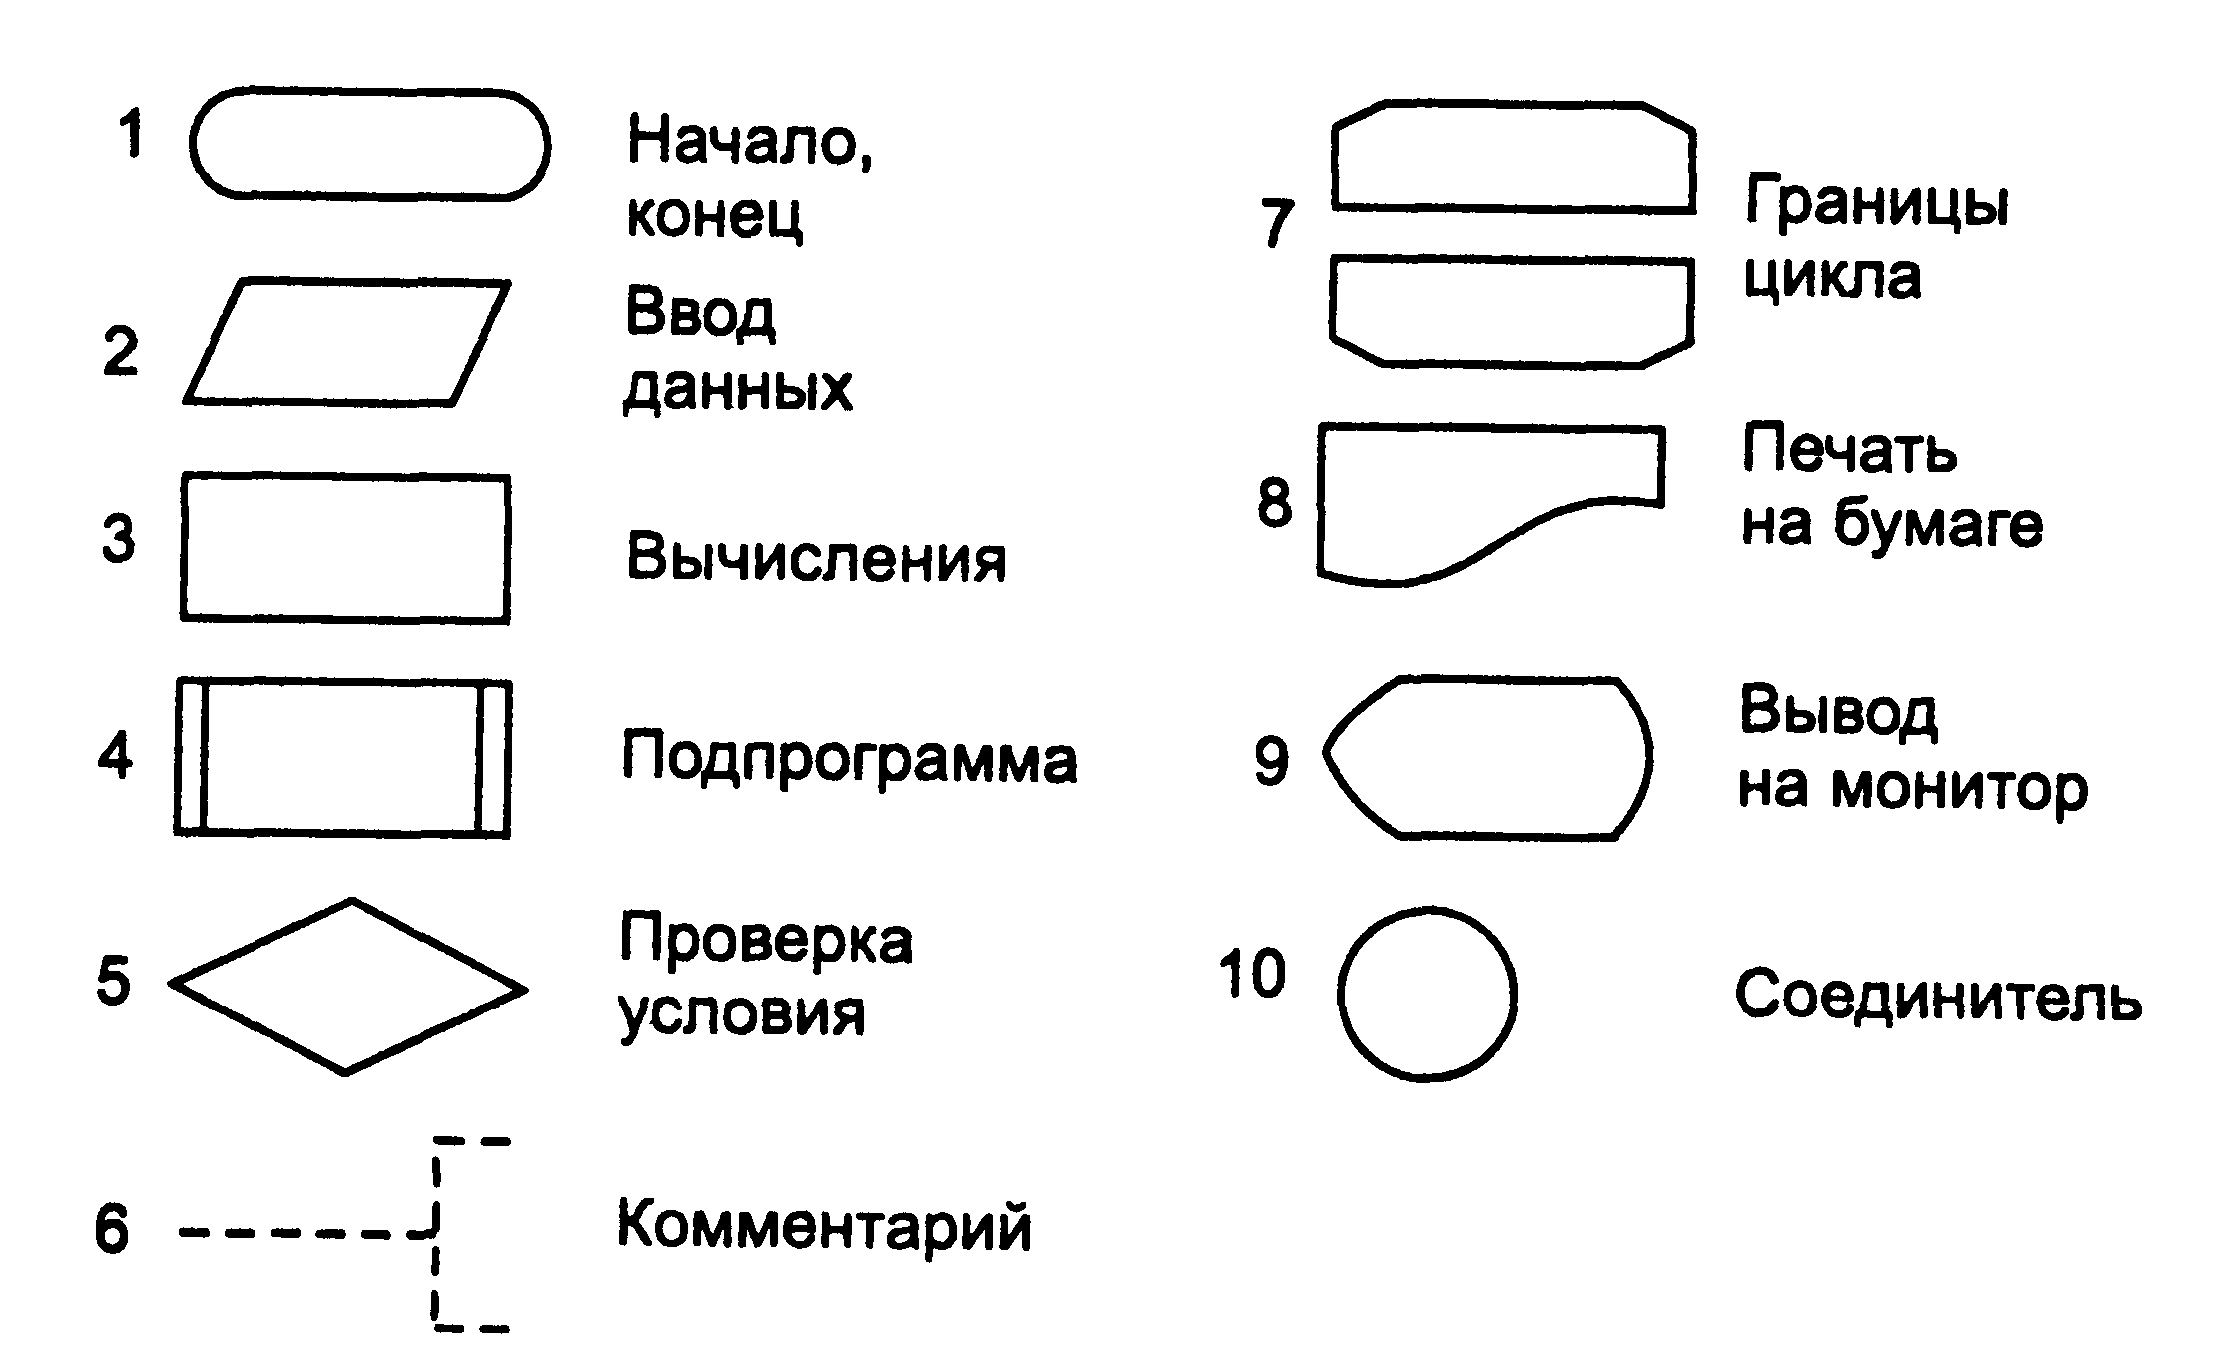 1
Начало,
конец
2
Ввод
данных
3
Вычисления
4
Подпрограмма
5
Проверка
условия
6
Комментарий
7
Границы
цикла
8
Печать
на бумаге
9
Вывод
на монитор
10
Соединитель